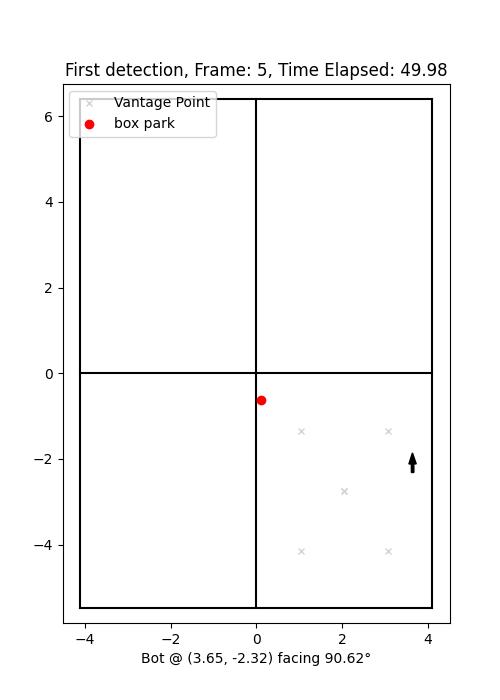 First detection, Frame: 5, Time Elapsed: 49.98
Vantage Point
box park
6
4
2
0
−2
−4
−4
−2
0
2
4
Bot @ (3.65, -2.32) facing 90.62°